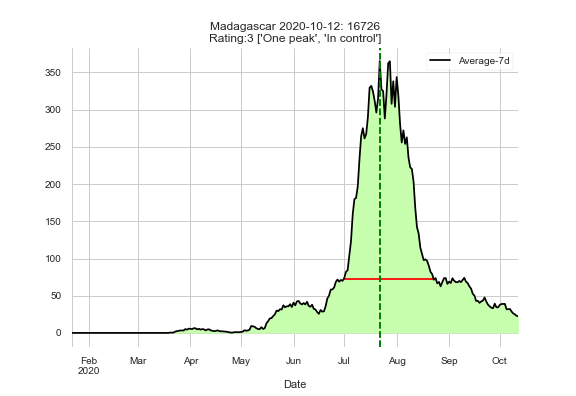 Madagascar 2020-10-12: 16726
Rating:3 ['One peak', 'In control']
Average-7d
350
300
250
200
150
100
50
0
Feb Mar Apr May Jun Jul Aug Sep Oct
2020
Date